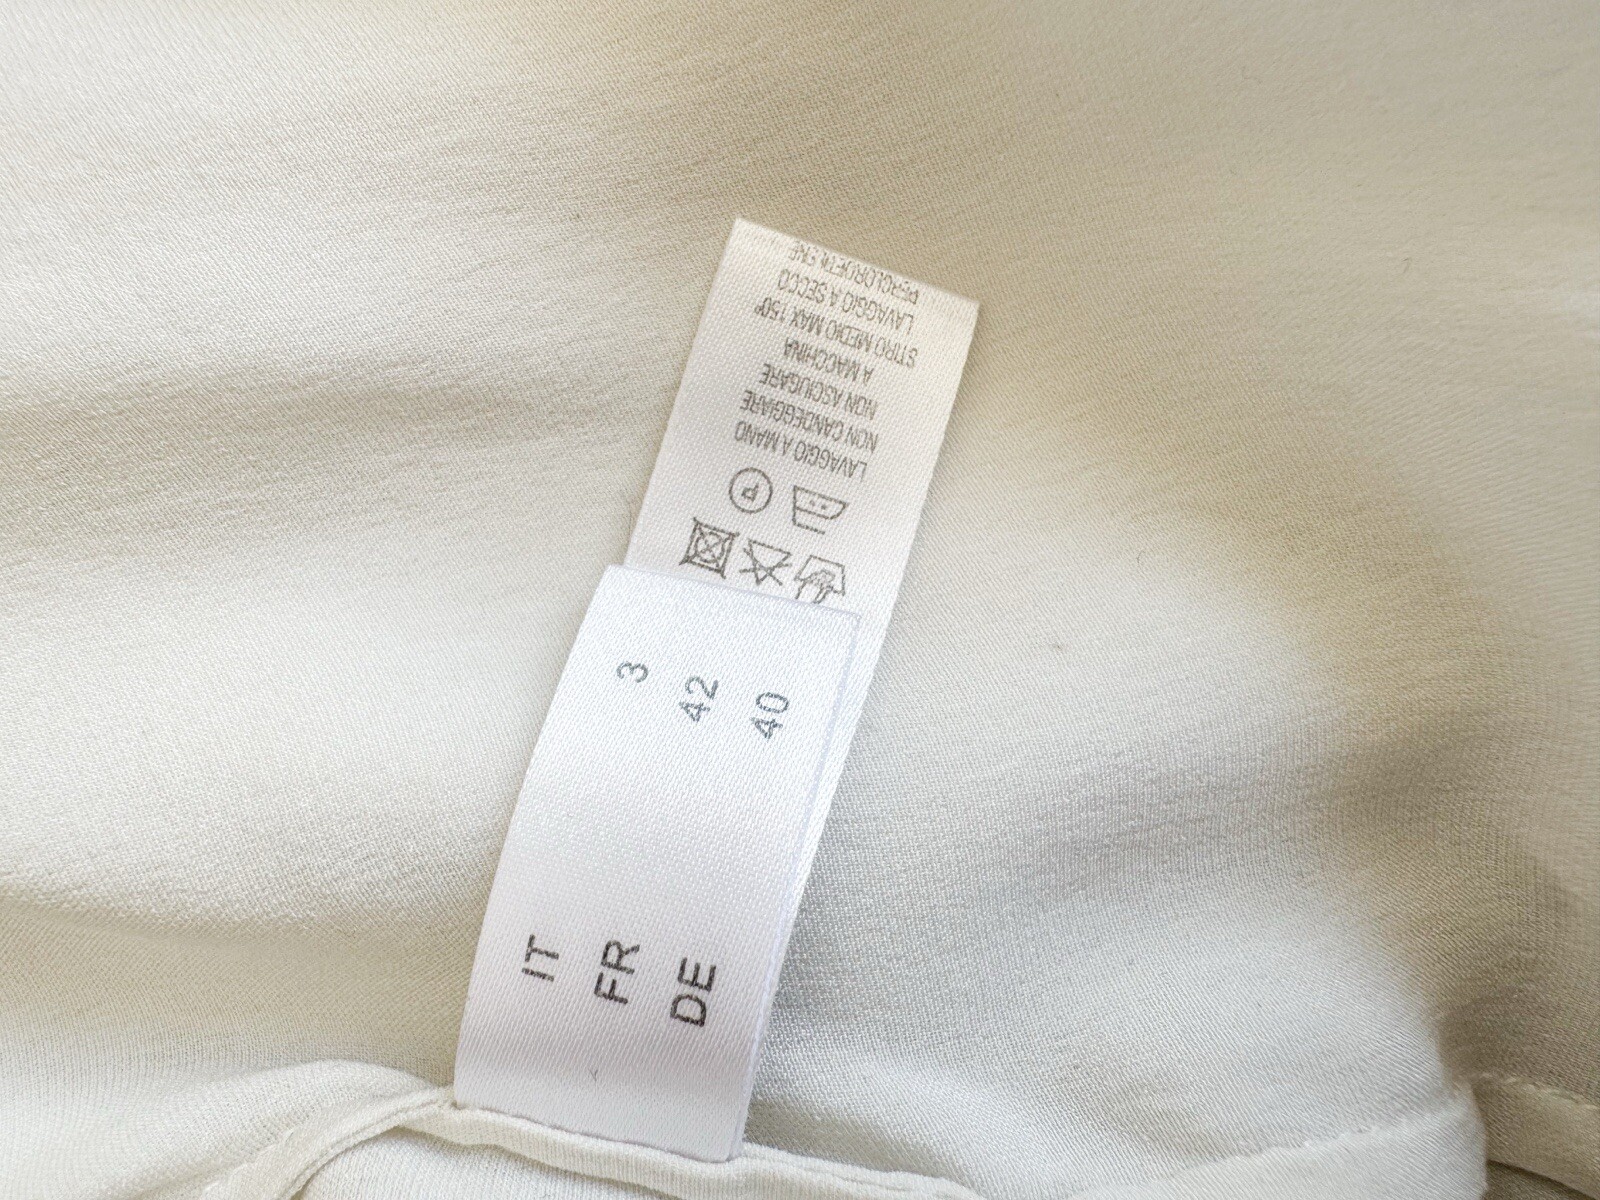 IT 3
FR 42
DE 40
LAVAGGIO A MANO
NON CANDEGGIARE
NON ASCIUGARE
A MACCHINA
STIRO MEDIO MAX 150°
LAVAGGIO A SECCO
PERCLOROETILENE
P